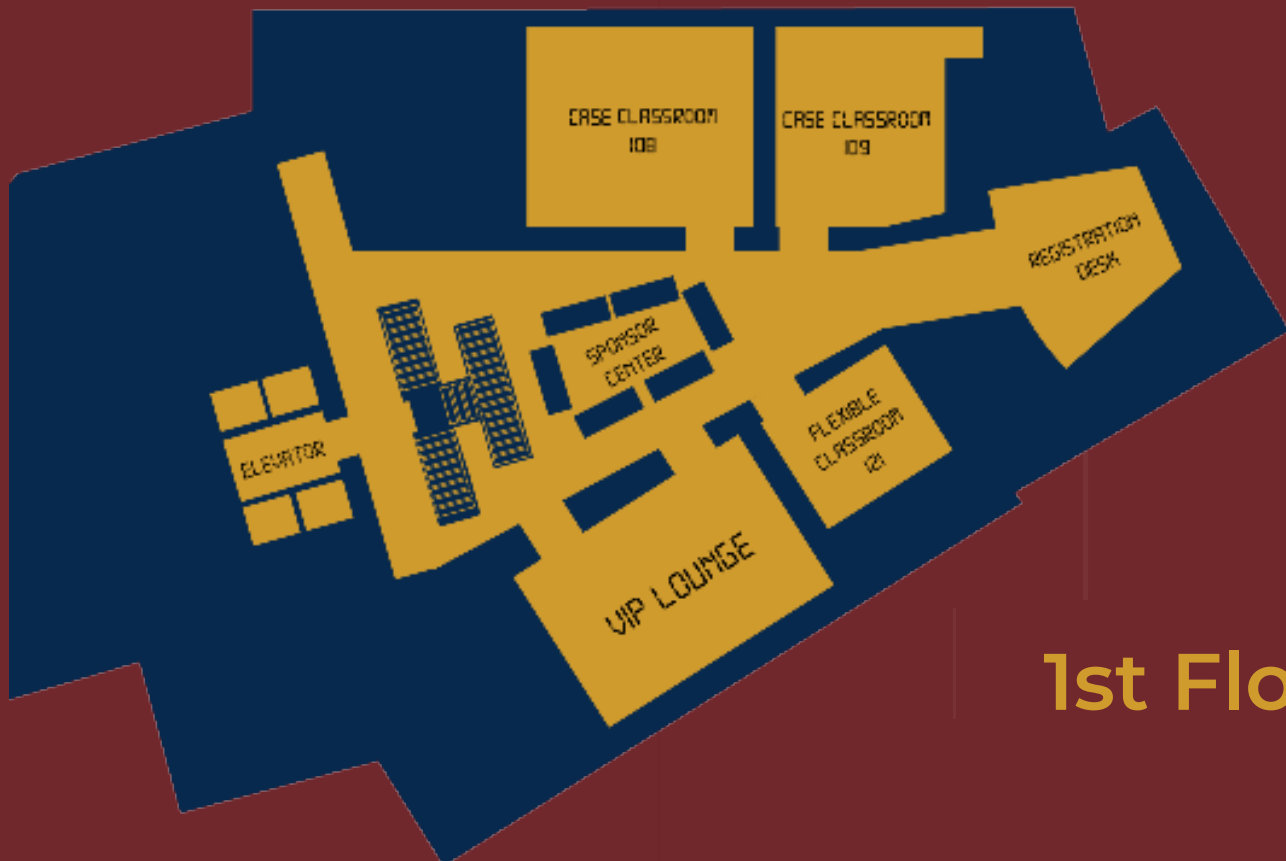 CASE CLASSROOM
108
CASE CLASSROOM
109
REGISTRATION
DESK
SPONSOR
CENTER
FLEXIBLE
CLASSROOM
121
ELEVATOR
VIP LOUNGE
1st Flo